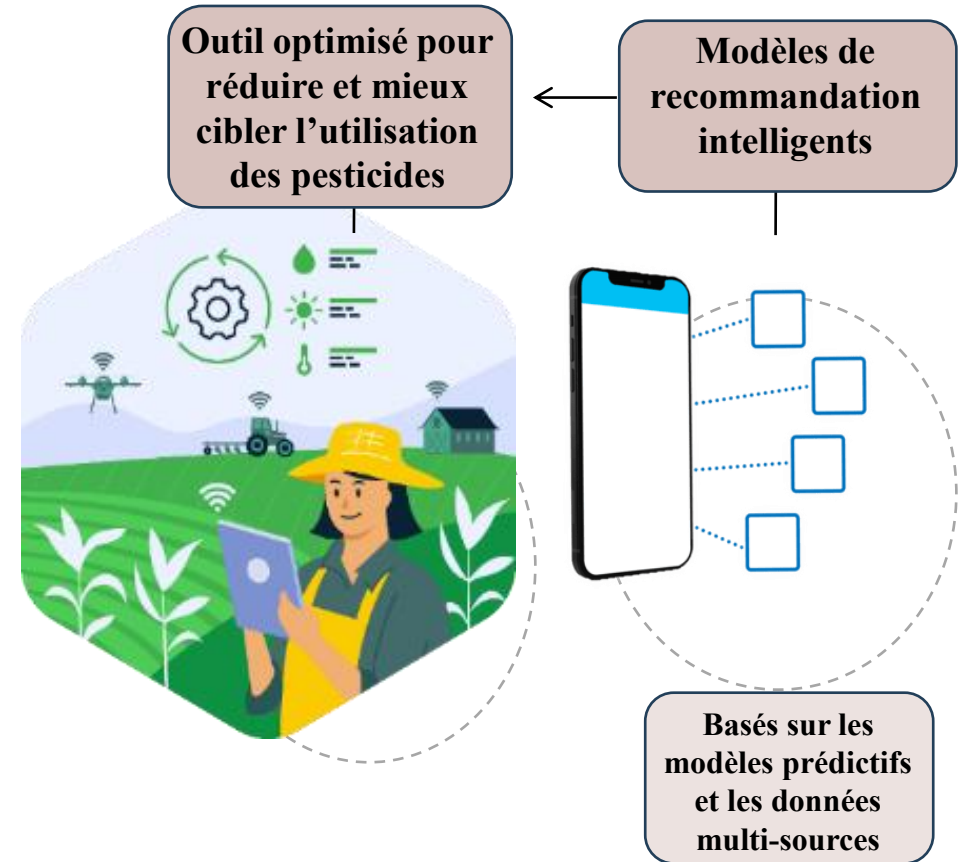 Outil optimisé pour
réduire et mieux
cibler l’utilisation
des pesticides
Modèles de
recommandation
intelligents
Basés sur les
modèles prédictifs
et les données
multi-sources